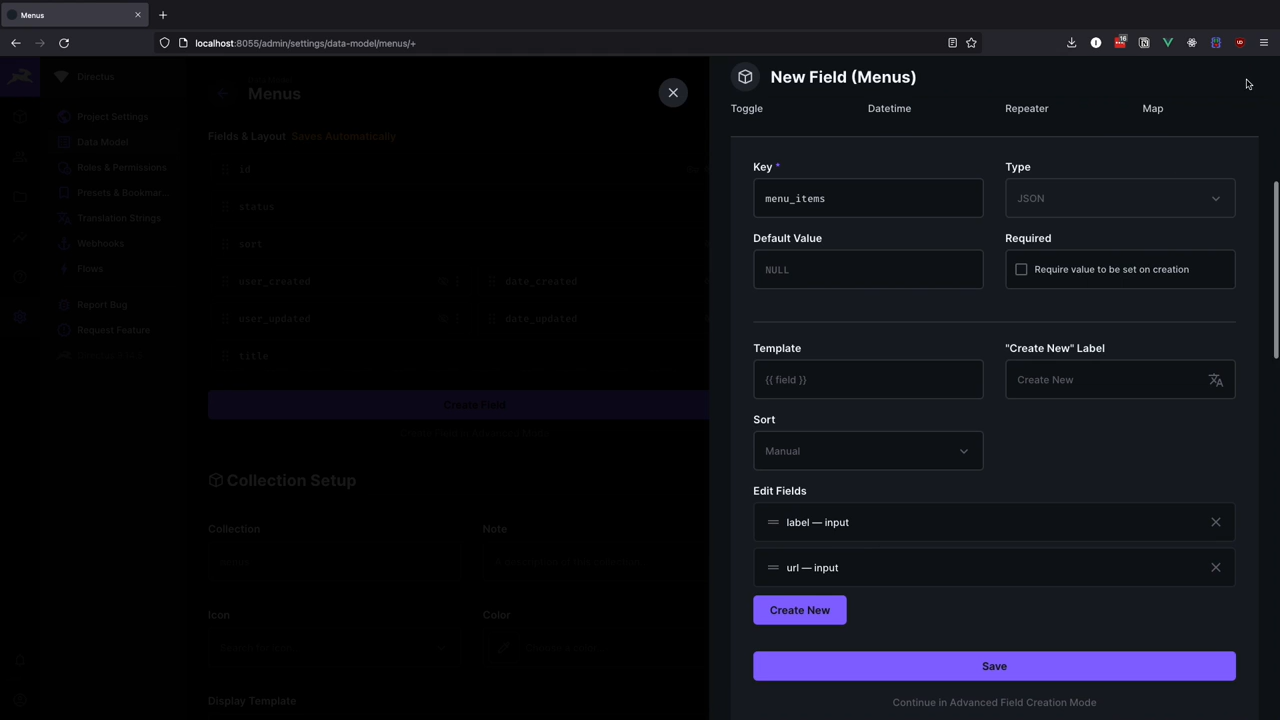 Menus
localhost:8055/admin/settings/data-model/menus/+
16
Directus
Project Settings
Data Model
Roles & Permissions
Presets & Bookmar...
Translation Strings
Webhooks
Flows
Report Bug
Request Feature
Menus
Fields & Layout Saves Automatically
id
status
sort
user_created
date_created
user_updated
date_updated
title
Create Field
Collection Setup
Collection
Note
Icon
Color
Display Template
New Field (Menus)
Toggle
Datetime
Repeater
Map
Key *
Type
menu_items
JSON
Default Value
Required
NULL
Require value to be set on creation
Template
"Create New" Label
{{ field }}
Create New
Sort
Manual
Edit Fields
label — input
url — input
Create New
Save
Continue in Advanced Field Creation Mode